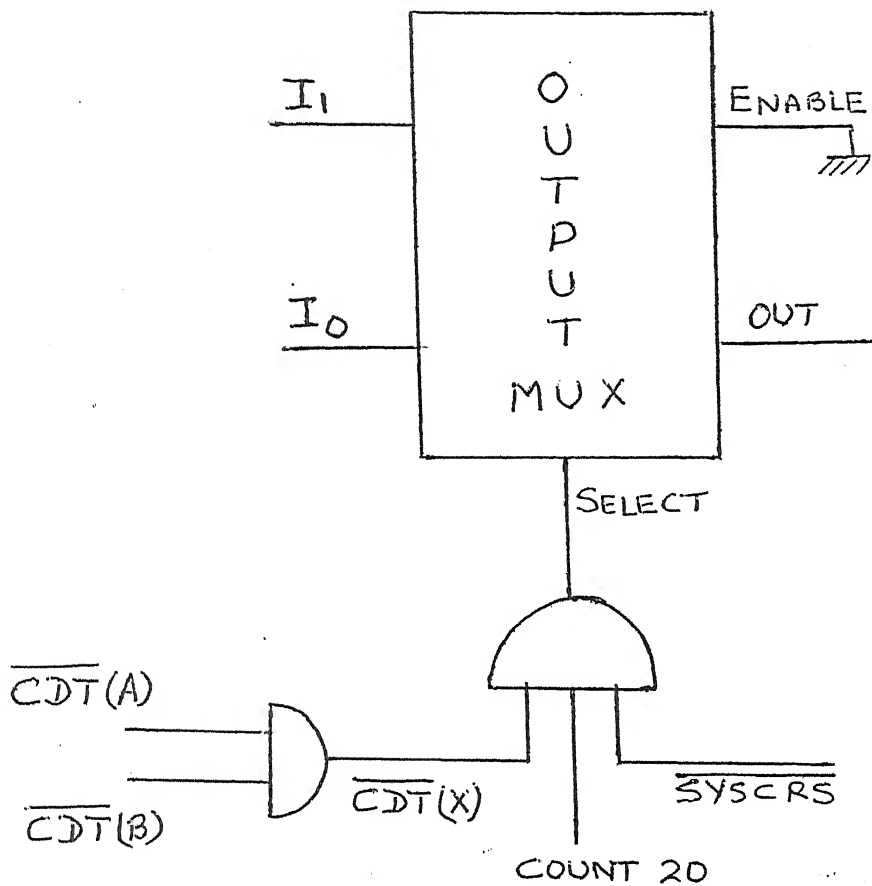 I1
I0
OUTPUT
MUX
ENABLE
OUT
SELECT
CDT(A)
CDT(B)
CDT(X)
SYSCRS
COUNT 20